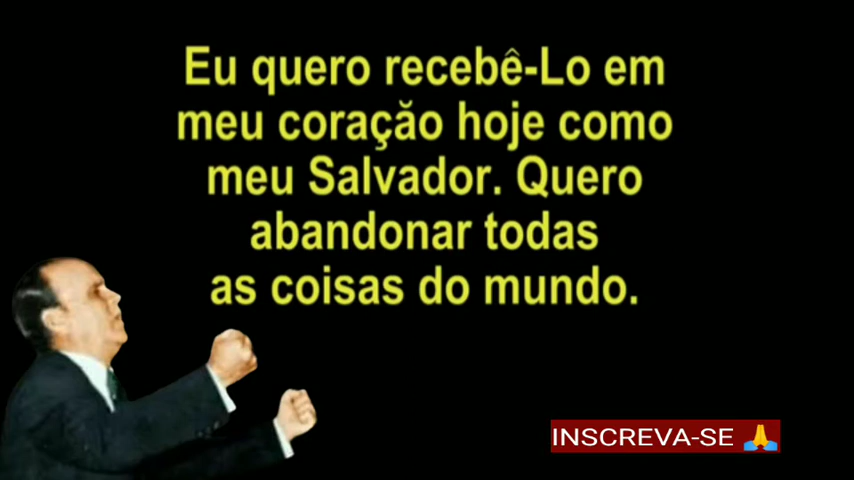 Eu quero recebê-Lo em
meu coração hoje como
meu Salvador. Quero
abandonar todas
as coisas do mundo.
INSCREVA-SE 🙏